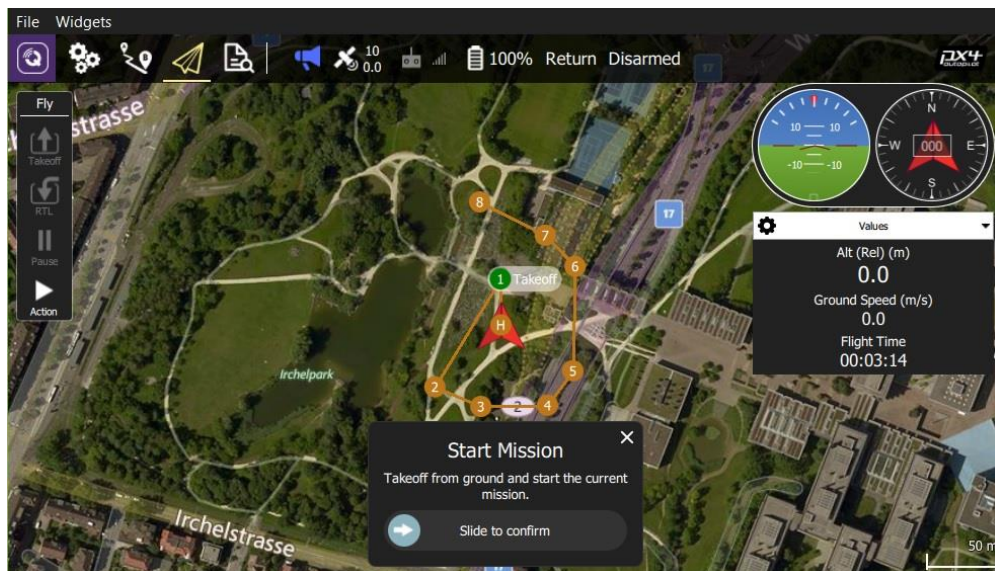 File Widgets
10
0.0
100% Return Disarmed
PX4
autopilot
17
Fly
Takeoff
RTL
Pause
Action
strasse
10 10
-10 -10
N
W 000 E
S
Values
Alt (Rel) (m)
0.0
Ground Speed (m/s)
0.0
Flight Time
00:03:14
8
7
17
6
1 Takeoff
H
Irchelpark
5
2
3 2 4
Start Mission
Takeoff from ground and start the current
mission.
Slide to confirm
Irchelstrasse
17
50 m